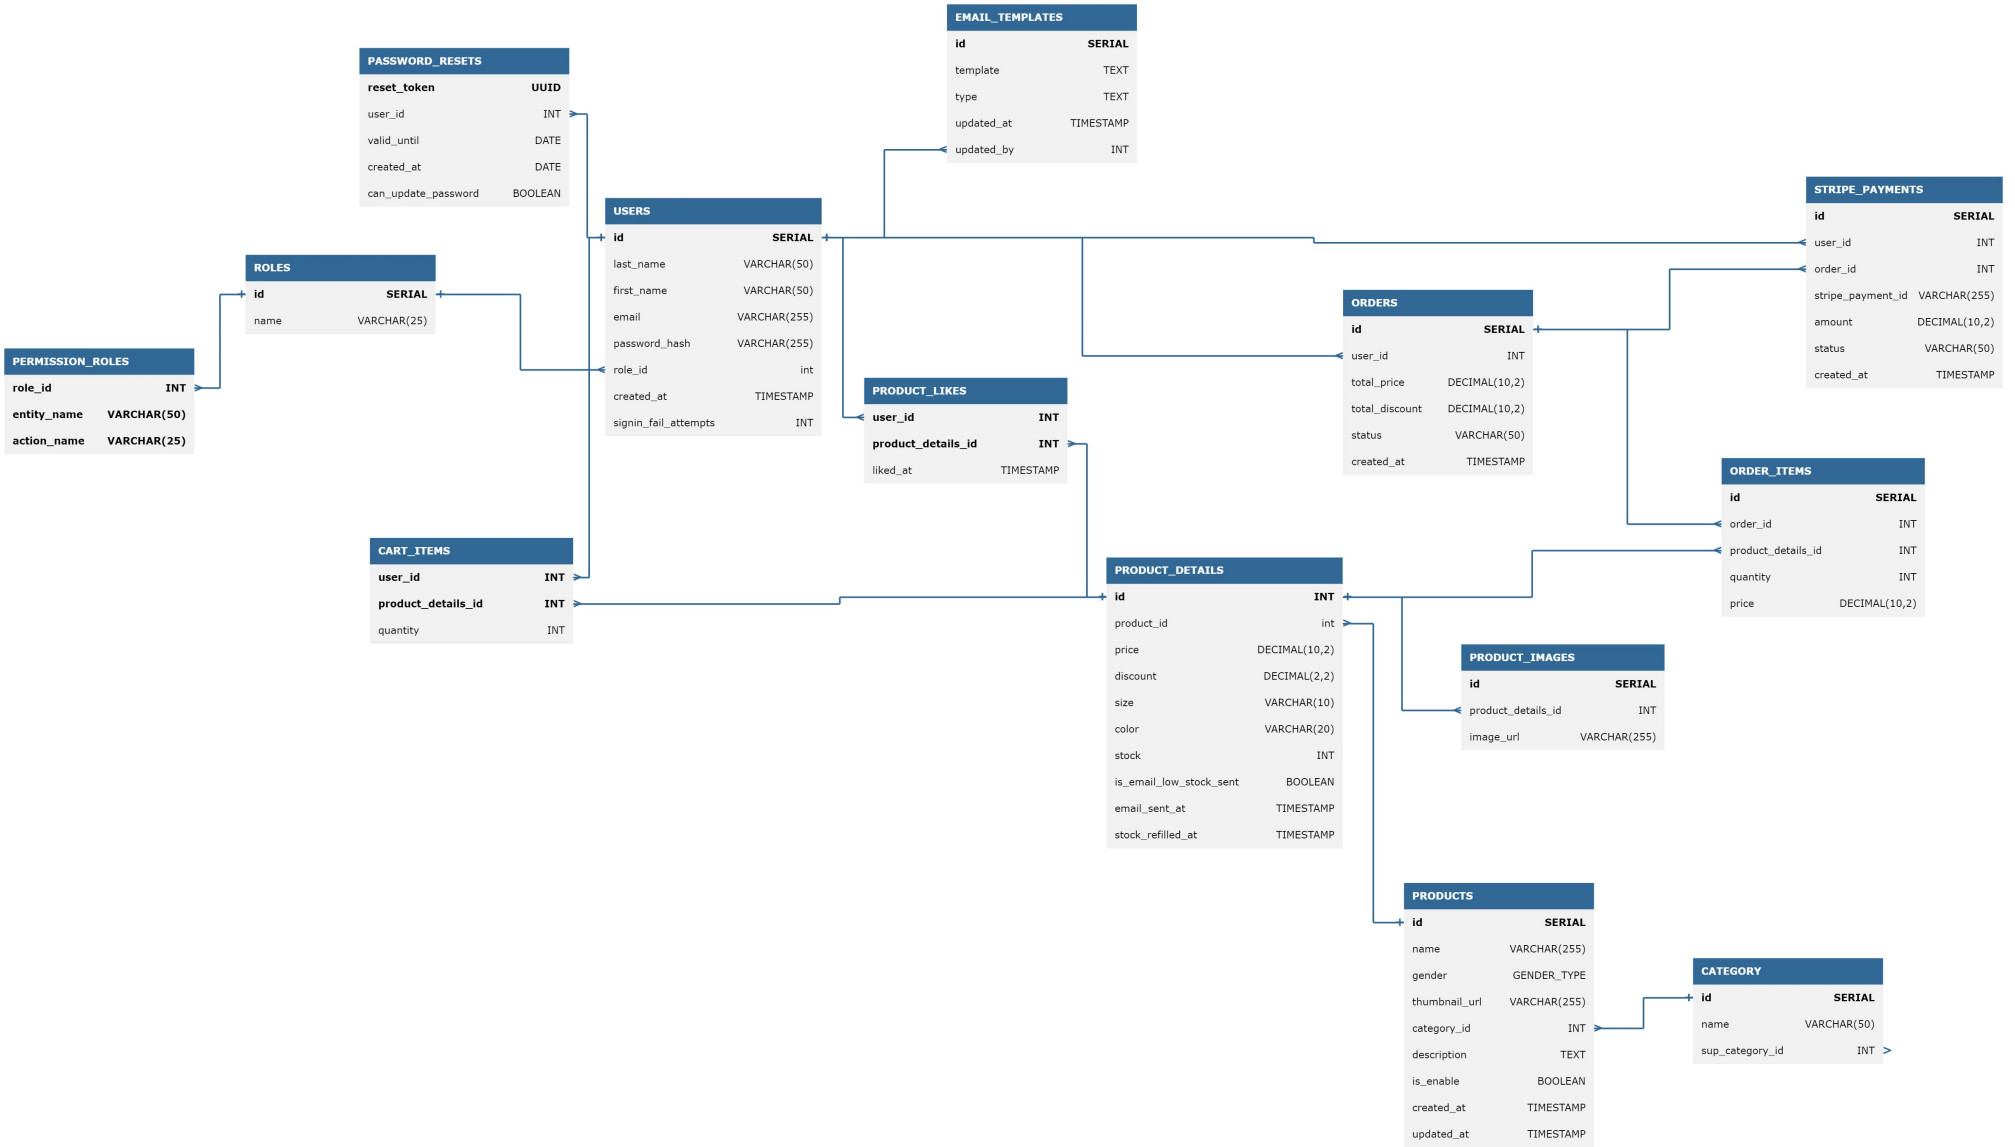 EMAIL_TEMPLATES
id SERIAL
template TEXT
type TEXT
updated_at TIMESTAMP
updated_by INT
PASSWORD_RESETS
reset_token UUID
user_id INT
valid_until DATE
created_at DATE
can_update_password BOOLEAN
USERS
id SERIAL
last_name VARCHAR(50)
first_name VARCHAR(50)
email VARCHAR(255)
password_hash VARCHAR(255)
role_id int
created_at TIMESTAMP
signin_fail_attempts INT
STRIPE_PAYMENTS
id SERIAL
user_id INT
order_id INT
stripe_payment_id VARCHAR(255)
amount DECIMAL(10,2)
status VARCHAR(50)
created_at TIMESTAMP
ROLES
id SERIAL
name VARCHAR(25)
ORDERS
id SERIAL
user_id INT
total_price DECIMAL(10,2)
total_discount DECIMAL(10,2)
status VARCHAR(50)
created_at TIMESTAMP
PERMISSION_ROLES
role_id INT
entity_name VARCHAR(50)
action_name VARCHAR(25)
PRODUCT_LIKES
user_id INT
product_details_id INT
liked_at TIMESTAMP
ORDER_ITEMS
id SERIAL
order_id INT
product_details_id INT
quantity INT
price DECIMAL(10,2)
CART_ITEMS
user_id INT
product_details_id INT
quantity INT
PRODUCT_DETAILS
id INT
product_id int
price DECIMAL(10,2)
discount DECIMAL(2,2)
size VARCHAR(10)
color VARCHAR(20)
stock INT
is_email_low_stock_sent BOOLEAN
email_sent_at TIMESTAMP
stock_refilled_at TIMESTAMP
PRODUCT_IMAGES
id SERIAL
product_details_id INT
image_url VARCHAR(255)
PRODUCTS
id SERIAL
name VARCHAR(255)
gender GENDER_TYPE
thumbnail_url VARCHAR(255)
category_id INT
description TEXT
is_enable BOOLEAN
created_at TIMESTAMP
updated_at TIMESTAMP
CATEGORY
id SERIAL
name VARCHAR(50)
sup_category_id INT